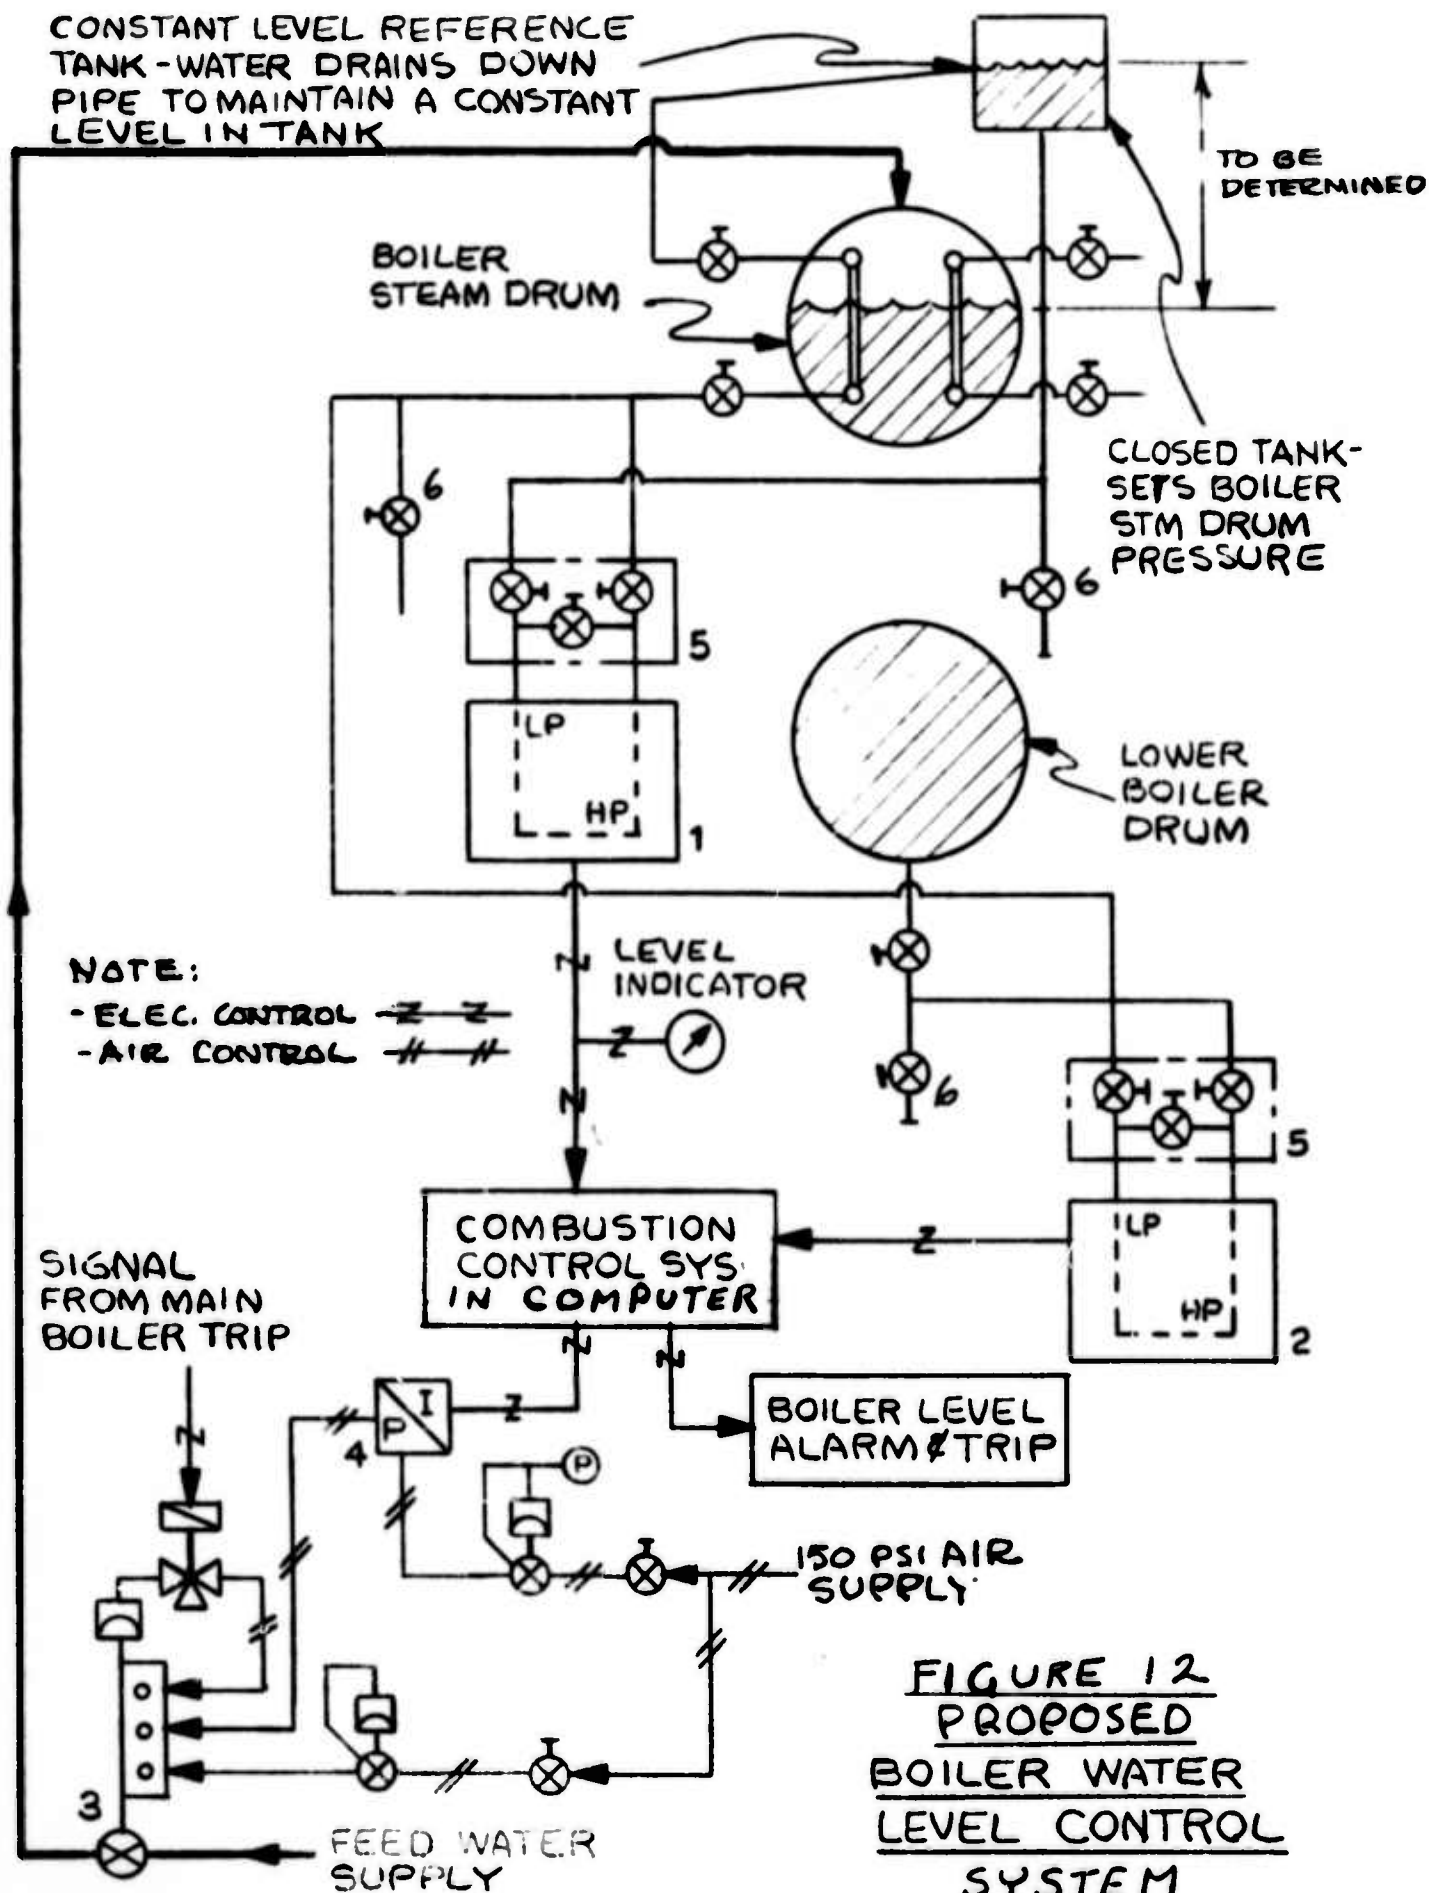 CONSTANT LEVEL REFERENCE
TANK-WATER DRAINS DOWN
PIPE TO MAINTAIN A CONSTANT
LEVEL IN TANK
TO BE
DETERMINED
BOILER
STEAM DRUM
6
CLOSED TANK-
SETS BOILER
STM DRUM
PRESSURE
6
5
LP
HP
1
LOWER
BOILER
DRUM
NOTE:
-ELEC. CONTROL
-AIR CONTROL
LEVEL
INDICATOR
6
5
LP
HP
2
COMBUSTION
CONTROL SYS.
IN COMPUTER
SIGNAL
FROM MAIN
BOILER TRIP
I
P
4
BOILER LEVEL
ALARM & TRIP
P
150 PSI AIR
SUPPLY
3
FEED WATER
SUPPLY
FIGURE 12
PROPOSED
BOILER WATER
LEVEL CONTROL
SYSTEM